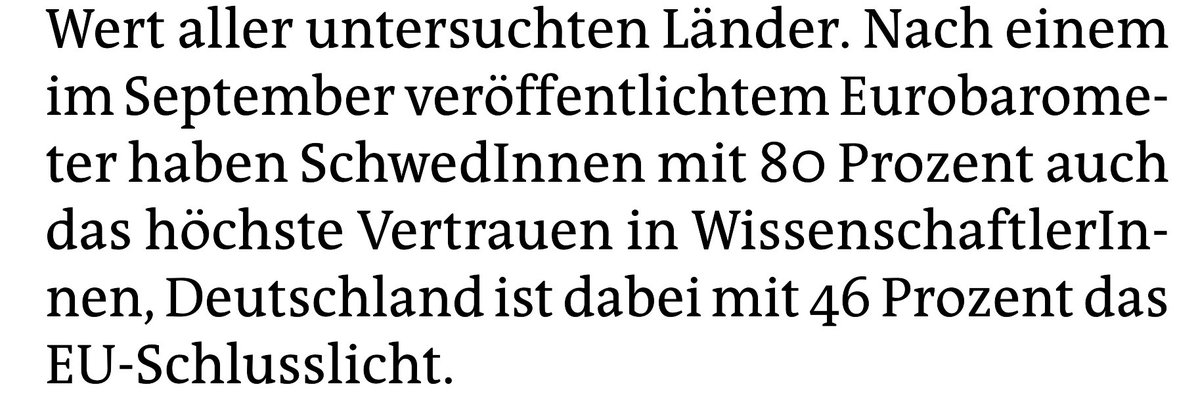 Wert aller untersuchten Länder. Nach einem
im September veröffentlichtem Eurobarome-
ter haben SchwedInnen mit 80 Prozent auch
das höchste Vertrauen in WissenschaftlerIn-
nen, Deutschland ist dabei mit 46 Prozent das
EU-Schlusslicht.